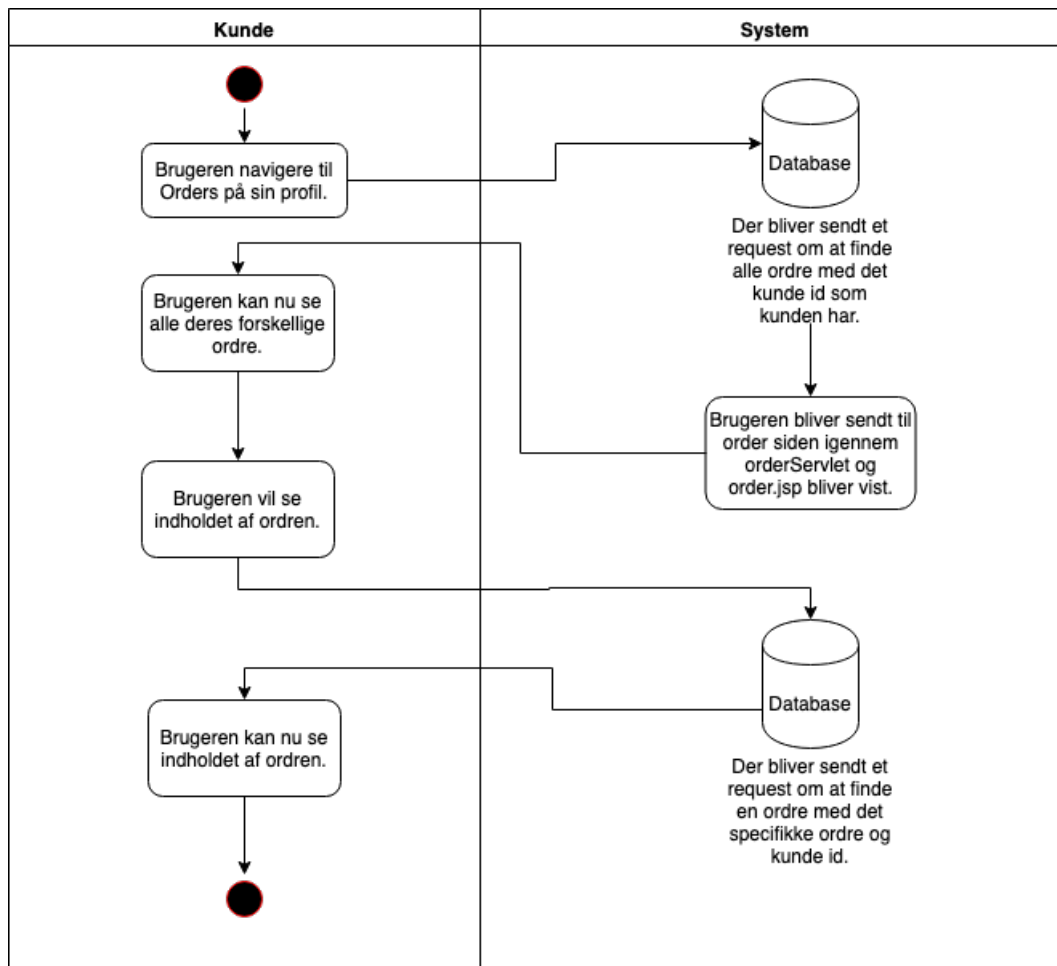 Kunde
System
Brugeren navigere til
Orders på sin profil.
Database
Der bliver sendt et
request om at finde
alle ordre med det
kunde id som
kunden har.
Brugeren bliver sendt til
order siden igennem
orderServlet og
order.jsp bliver vist.
Brugeren kan nu se
alle deres forskellige
ordre.
Brugeren vil se
indholdet af ordren.
Database
Der bliver sendt et
request om at finde
en ordre med det
specifikke ordre og
kunde id.
Brugeren kan nu se
indholdet af ordren.